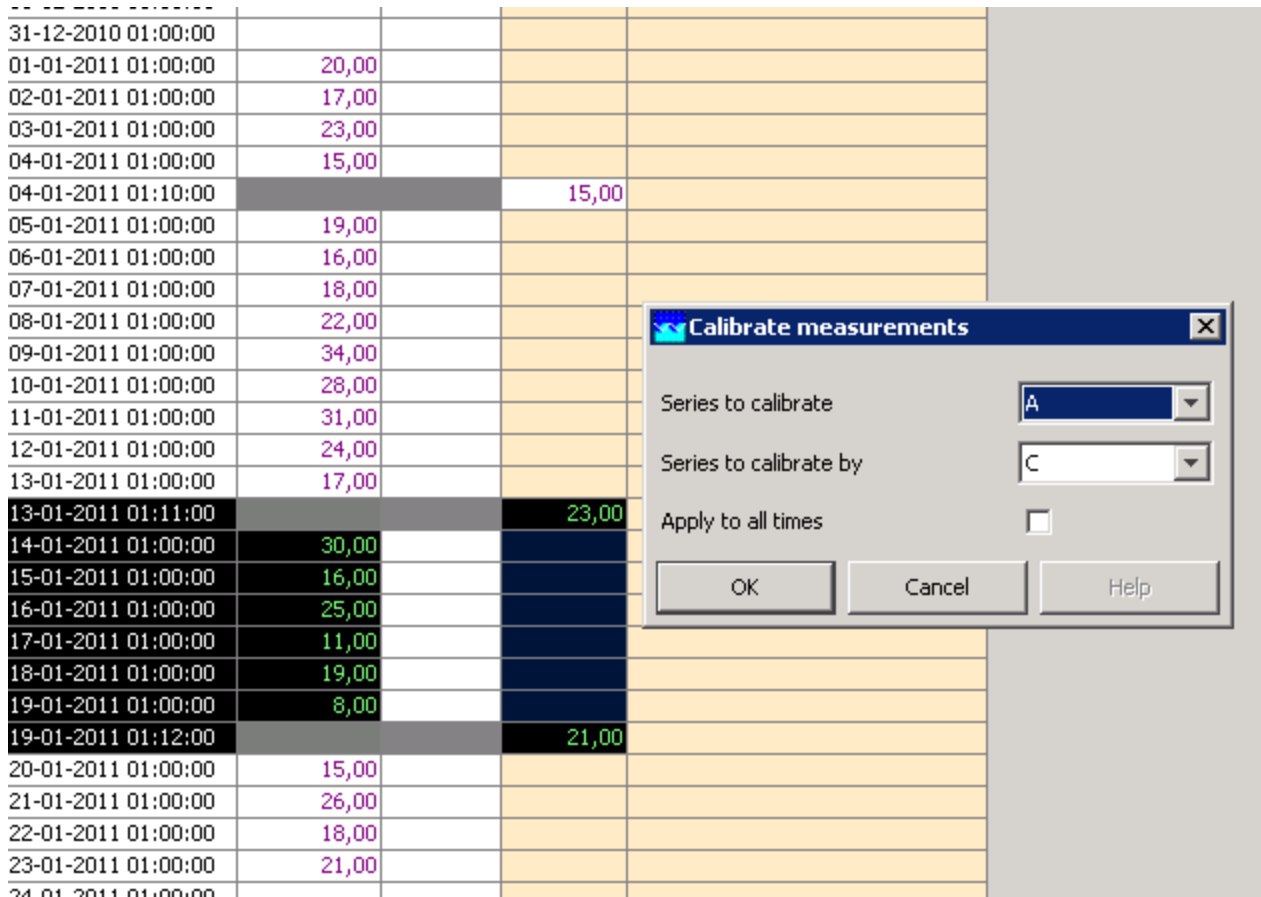 31-12-2010 01:00:00
01-01-2011 01:00:00 20,00
02-01-2011 01:00:00 17,00
03-01-2011 01:00:00 23,00
04-01-2011 01:00:00 15,00
04-01-2011 01:10:00 15,00
05-01-2011 01:00:00 19,00
06-01-2011 01:00:00 16,00
07-01-2011 01:00:00 18,00
08-01-2011 01:00:00 22,00
09-01-2011 01:00:00 34,00
10-01-2011 01:00:00 28,00
11-01-2011 01:00:00 31,00
12-01-2011 01:00:00 24,00
13-01-2011 01:00:00 17,00
13-01-2011 01:11:00 23,00
14-01-2011 01:00:00 30,00
15-01-2011 01:00:00 16,00
16-01-2011 01:00:00 25,00
17-01-2011 01:00:00 11,00
18-01-2011 01:00:00 19,00
19-01-2011 01:00:00 8,00
19-01-2011 01:12:00 21,00
20-01-2011 01:00:00 15,00
21-01-2011 01:00:00 26,00
22-01-2011 01:00:00 18,00
23-01-2011 01:00:00 21,00
24-01-2011 01:00:00
Calibrate measurements
Series to calibrate A
Series to calibrate by C
Apply to all times
OK Cancel Help